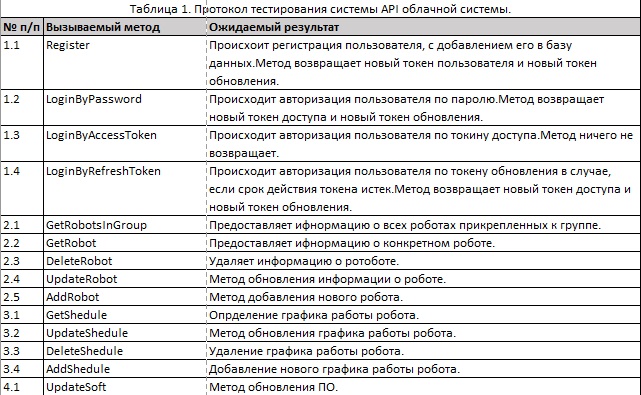 Таблица 1. Протокол тестирования системы API облачной системы.
№ п/п Вызываемый метод Ожидаемый результат
1.1 Register Происхоит регистрация пользователя, с добавлением его в базу
данных.Метод возвращает новый токен пользователя и новый токен
обновления.
1.2 LoginByPassword Происходит авторизация пользователя по паролю.Метод возвращает
новый токен доступа и новый токен обновления.
1.3 LoginByAccessToken Происходит авторизация пользователя по токину доступа.Метод ничего не
возвращает.
1.4 LoginByRefreshToken Происходит авторизация пользователя по токену обновления в случае,
если срок действия токена истек.Метод возвращает новый токен доступа и
новый токен обновления.
2.1 GetRobotsInGroup Предоставляет ифнормацию о всех роботах прикрепленных к группе.
2.2 GetRobot Предоставляет ифнормацию о конкретном роботе.
2.3 DeleteRobot Удаляет информацию о ротоботе.
2.4 UpdateRobot Метод обновления информации о роботе.
2.5 AddRobot Метод добавления нового робота.
3.1 GetShedule Опрделение графика работы робота.
3.2 UpdateShedule Метод обновления графика работы робота.
3.3 DeleteShedule Удаление графика работы робота.
3.4 AddShedule Добавление нового графика работы робота.
4.1 UpdateSoft Метод обновления ПО.